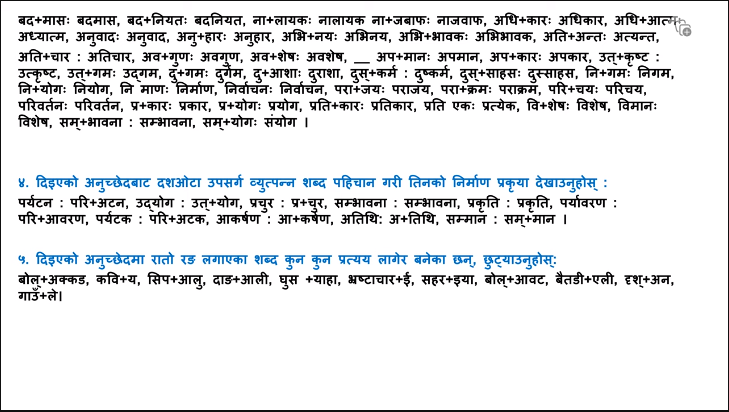 बद+मासः बदमास, बद+नियतः बदनियत, ना+लायकः नालायक ना+जबाफः नाजवाफ, अधि+कारः अधिकार, अधि+आत्मः
अध्यात्म, अनुवादः अनुवाद, अनु+हारः अनुहार, अभि+नयः अभिनय, अभि+भावकः अभिभावक, अति+अन्तः अत्यन्त,
अति+चार : अतिचार, अव+गुणः अवगुण, अव+शेषः अवशेष, __ अप+मानः अपमान, अप+कारः अपकार, उत्+कृष्ट :
उत्कृष्ट, उत्+गमः उद्गम, दु+गमः दुर्गम, दु+आशाः दुराशा, दुस्+कर्म : दुष्कर्म, दुस्+साहसः दुस्साहस, नि+गमः निगम,
नि+योगः नियोग, नि माणः निर्माण, निर्वाचनः निर्वाचन, परा+जयः पराजय, परा+क्रमः पराक्रम, परि+चयः परिचय,
परिवर्तनः परिवर्तन, प्र+कारः प्रकार, प्र+योगः प्रयोग, प्रति+कारः प्रतिकार, प्रति एकः प्रत्येक, वि+शेषः विशेष, विमानः
विशेष, सम्+भावना : सम्भावना, सम्+योगः संयोग ।
४. दिइएको अनुच्छेदबाट दशओटा उपसर्ग व्युत्पन्न शब्द पहिचान गरी तिनको निर्माण प्रकृया देखाउनुहोस् :
पर्यटन : परि+अटन, उद्‌योग : उत्+योग, प्रचुर : प्र+चुर, सम्भावना : सम्भावना, प्रकृति : प्रकृति, पर्यावरण :
परि+आवरण, पर्यटक : परि+अटक, आकर्षण : आ+कर्षण, अतिथि: अ+तिथि, सम्मान : सम्+मान ।
५. दिइएको अनुच्छेदमा रातो रङ लगाएका शब्द कुन कुन प्रत्यय लागेर बनेका छन्, छुट्याउनुहोस्:
बोल्+अक्कड, कवि+य, सिप+आलु, दाङ+आली, घुस +याहा, भ्रष्टाचार+ई, सहर+इया, बोल्+आवट, बैतडी+एली, दृश्+अन,
गाउँ+ले।